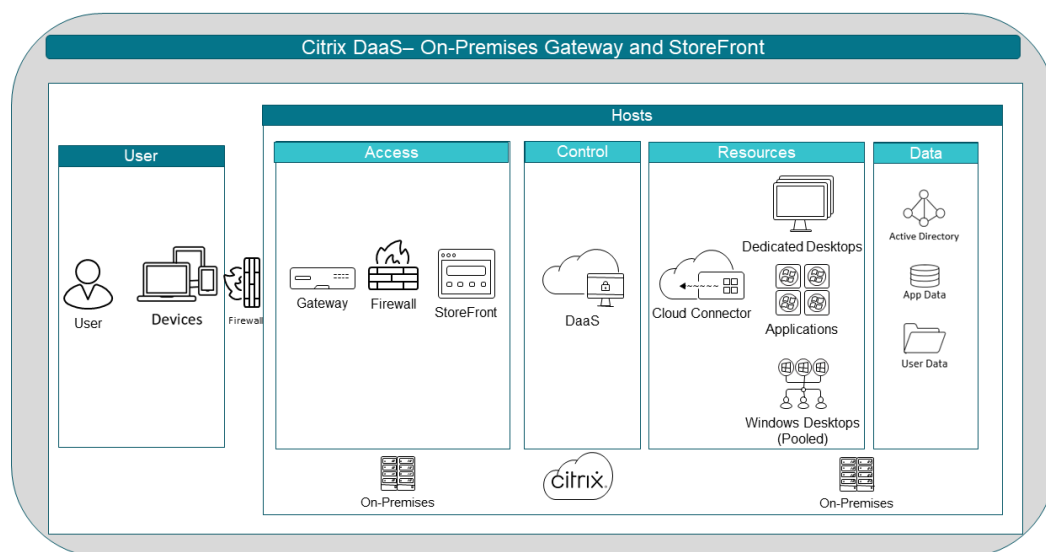 Citrix DaaS– On-Premises Gateway and StoreFront
Hosts
User
Access
Control
Resources
Data
User
Devices
Firewall
Gateway
Firewall
StoreFront
DaaS
Cloud Connector
Dedicated Desktops
Applications
Windows Desktops
(Pooled)
Active Directory
App Data
User Data
On-Premises
citrix.
On-Premises